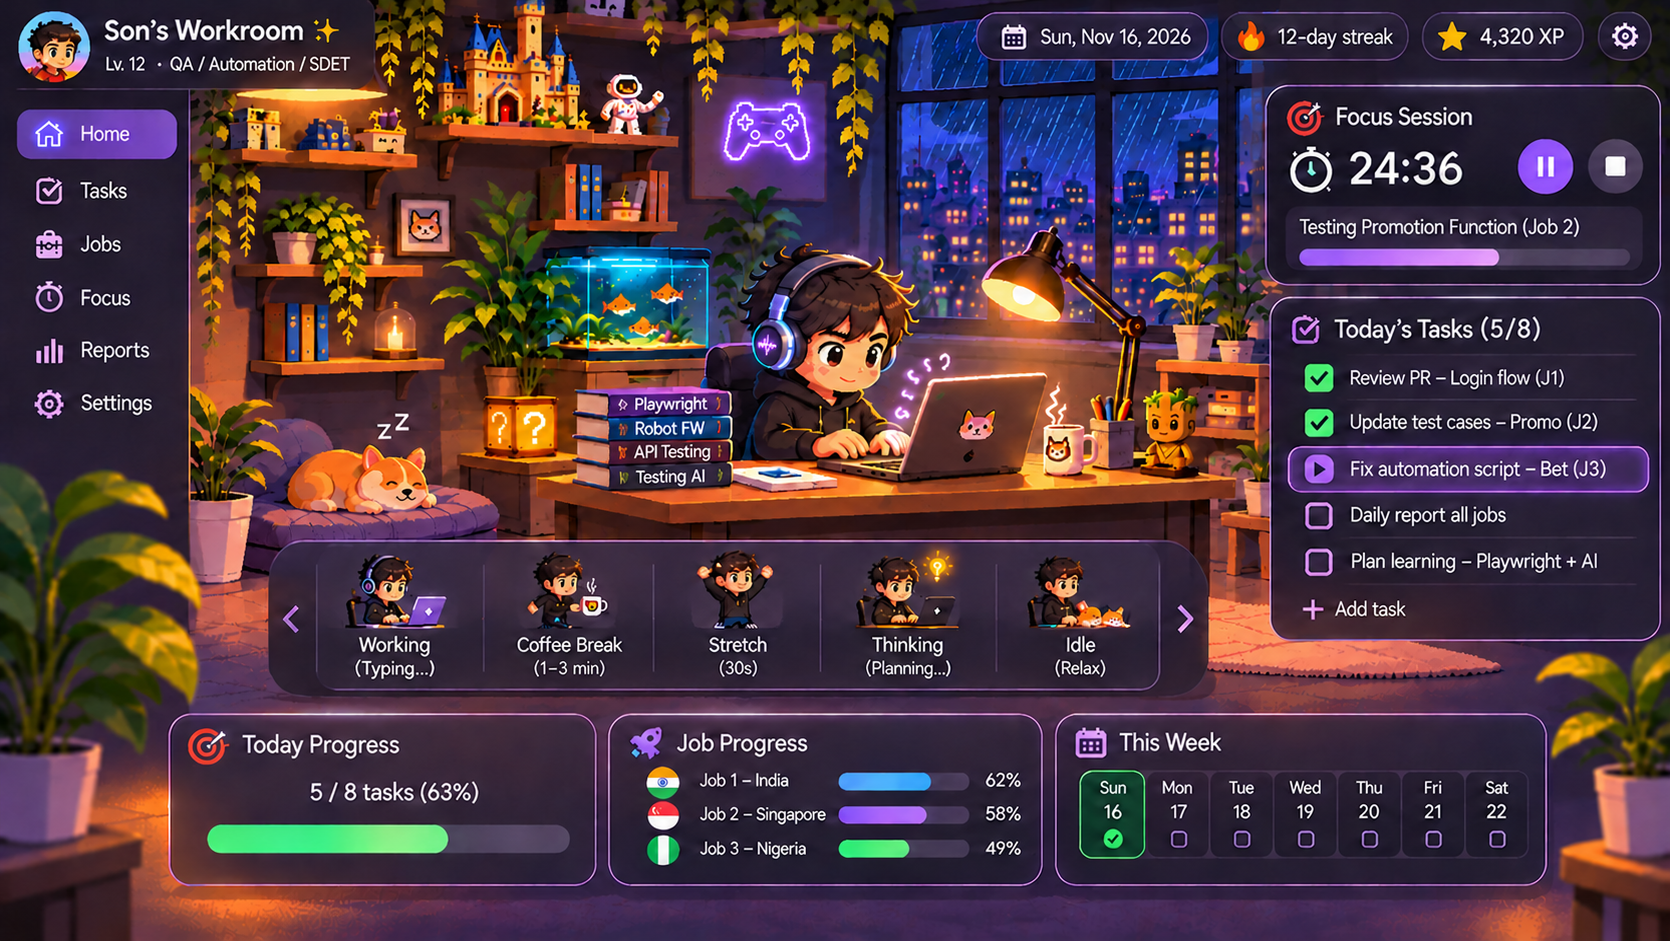 Son's Workroom
Lv. 12 • QA / Automation / SDET
Sun, Nov 16, 2026
12-day streak
4,320 XP
Home
Tasks
Jobs
Focus
Reports
Settings
Focus Session
24:36
Testing Promotion Function (Job 2)
Today's Tasks (5/8)
Review PR – Login flow (J1)
Update test cases – Promo (J2)
Fix automation script – Bet (J3)
Daily report all jobs
Plan learning – Playwright + AI
+ Add task
z Z
? ?
Playwright
Robot FW
API Testing
Testing AI
Working
(Typing...)
Coffee Break
(1–3 min)
Stretch
(30s)
Thinking
(Planning...)
Idle
(Relax)
Today Progress
5 / 8 tasks (63%)
Job Progress
Job 1 – India 62%
Job 2 – Singapore 58%
Job 3 – Nigeria 49%
This Week
Sun Mon Tue Wed Thu Fri Sat
16 17 18 19 20 21 22